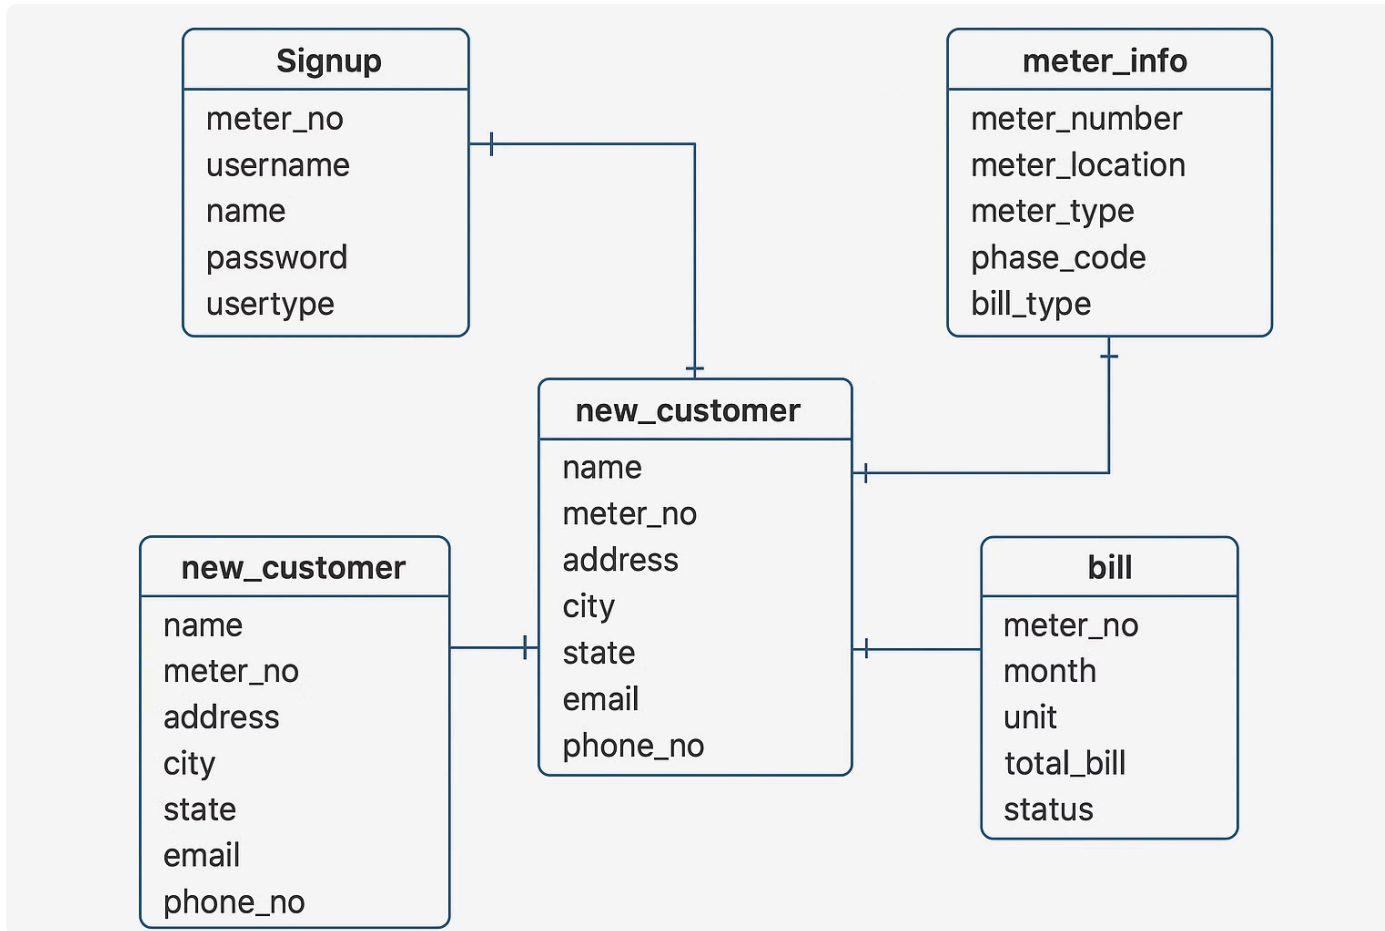 Signup
meter_no
username
name
password
usertype
meter_info
meter_number
meter_location
meter_type
phase_code
bill_type
new_customer
name
meter_no
address
city
state
email
phone_no
new_customer
name
meter_no
address
city
state
email
phone_no
bill
meter_no
month
unit
total_bill
status